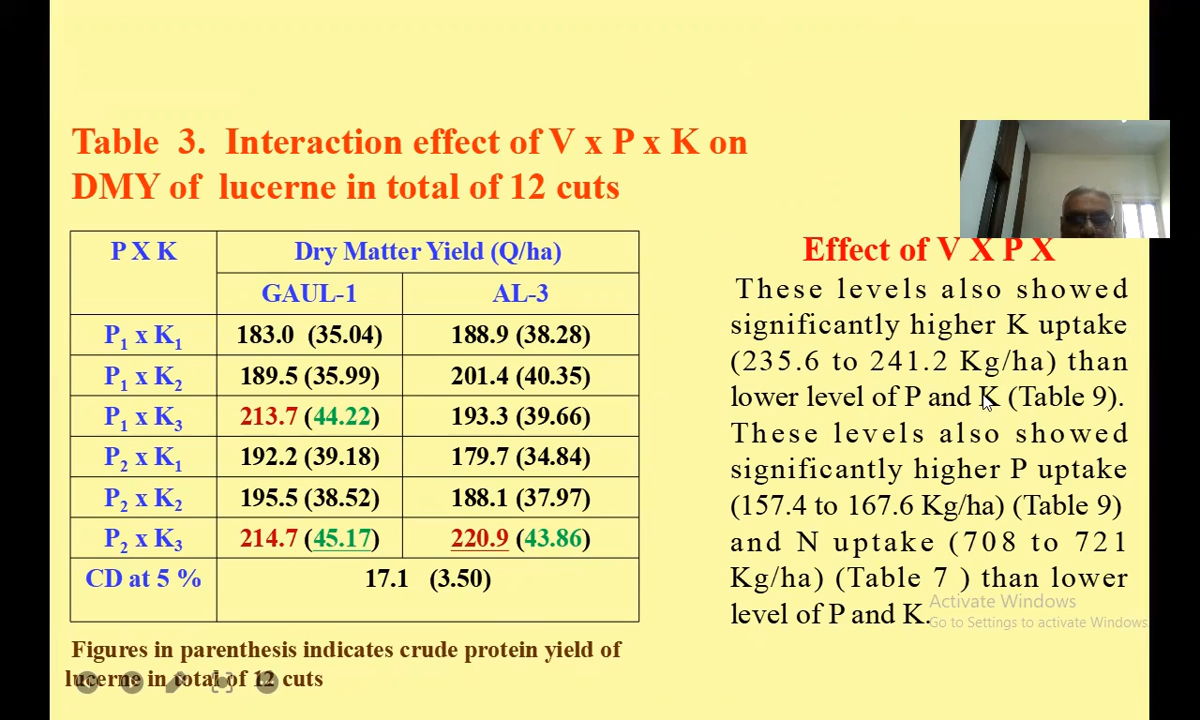 Table 3. Interaction effect of V x P x K on
DMY of lucerne in total of 12 cuts
P X K Dry Matter Yield (Q/ha)
GAUL-1 AL-3
P1 x K1 183.0 (35.04) 188.9 (38.28)
P1 x K2 189.5 (35.99) 201.4 (40.35)
P1 x K3 213.7 (44.22) 193.3 (39.66)
P2 x K1 192.2 (39.18) 179.7 (34.84)
P2 x K2 195.5 (38.52) 188.1 (37.97)
P2 x K3 214.7 (45.17) 220.9 (43.86)
CD at 5 % 17.1 (3.50)
Figures in parenthesis indicates crude protein yield of
lucerne in total of 12 cuts
Effect of V X P X
These levels also showed
significantly higher K uptake
(235.6 to 241.2 Kg/ha) than
lower level of P and K (Table 9).
These levels also showed
significantly higher P uptake
(157.4 to 167.6 Kg/ha) (Table 9)
and N uptake (708 to 721
Kg/ha) (Table 7 ) than lower
level of P and K.
Activate Windows
Go to Settings to activate Windows.